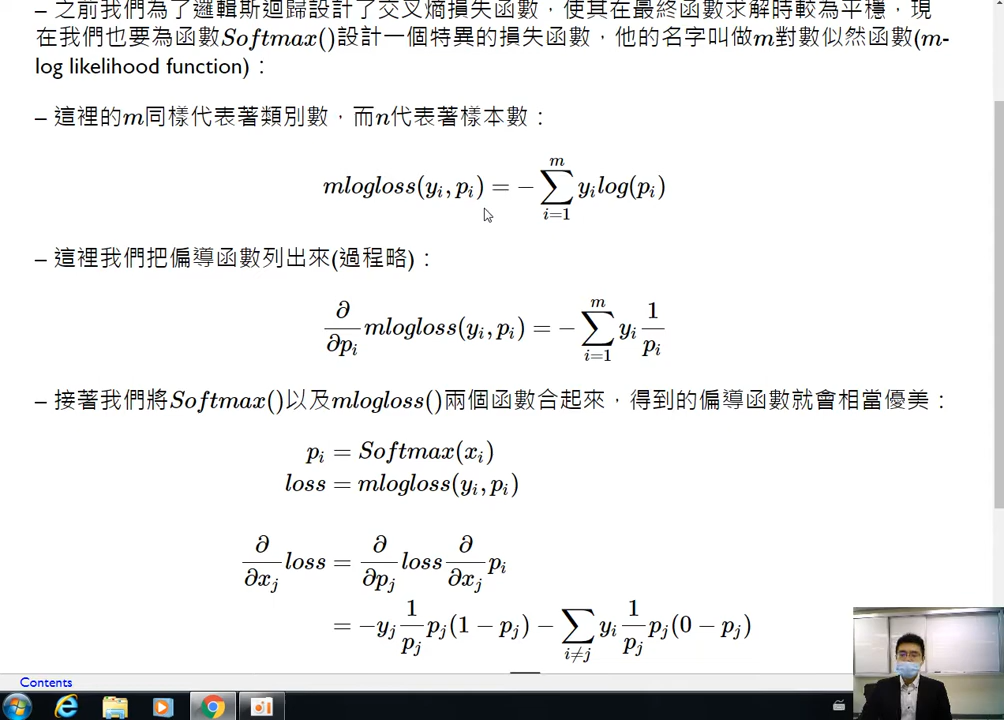 – 之前我們為了邏輯斯迴歸設計了交叉熵損失函數，使其在最終函數求解時較為平穩，現
在我們也要為函數Softmax()設計一個特異的損失函數，他的名字叫做m對數似然函數(m-
log likelihood function)：
– 這裡的m同樣代表著類別數，而n代表著樣本數：
mlogloss(y_i, p_i) = − ∑_{i=1}^{m} y_i log(p_i)
– 這裡我們把偏導函數列出來(過程略)：
∂/∂p_i mlogloss(y_i, p_i) = − ∑_{i=1}^{m} y_i 1/p_i
– 接著我們將Softmax()以及mlogloss()兩個函數合起來，得到的偏導函數就會相當優美：
p_i = Softmax(x_i)
loss = mlogloss(y_i, p_i)
∂/∂x_j loss = ∂/∂p_j loss ∂/∂x_j p_i
= −y_j 1/p_j p_j(1 − p_j) − ∑_{i≠j} y_i 1/p_j p_j(0 − p_j)
Contents